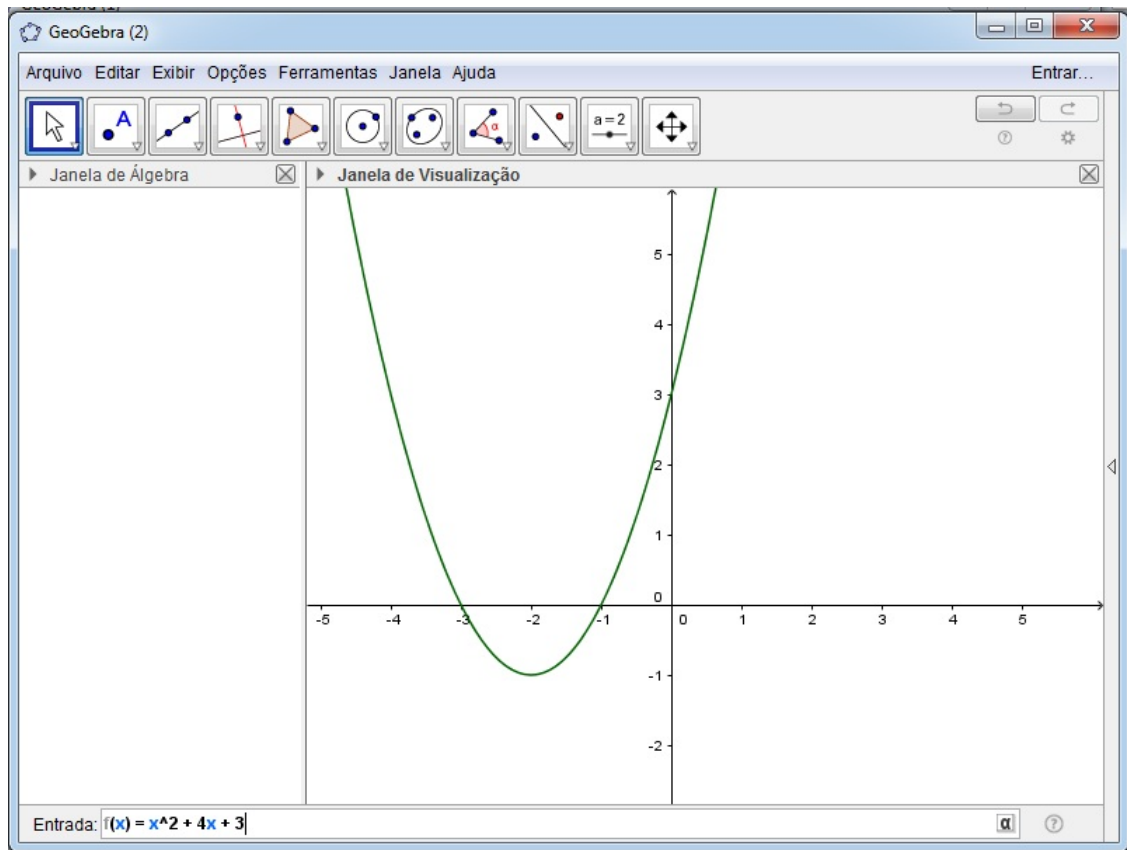 GeoGebra (2)
Arquivo Editar Exibir Opções Ferramentas Janela Ajuda Entrar...
A α a = 2
Janela de Álgebra Janela de Visualização
5
4
3
2
1
0
-5 -4 -3 -2 -1 0 1 2 3 4 5
-1
-2
Entrada: f(x) = x^2 + 4x + 3 α